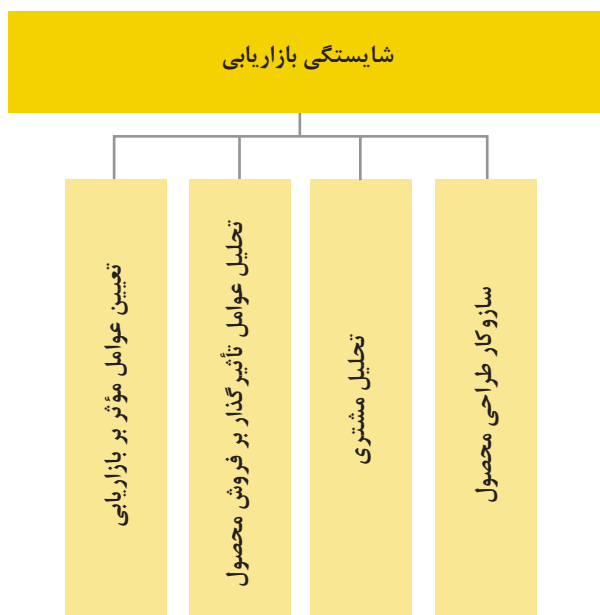 شایستگی بازاریابی
سازوکار طراحی محصول
تحلیل مشتری
تحلیل عوامل تأثیرگذار بر فروش محصول
تعیین عوامل مؤثر بر بازاریابی